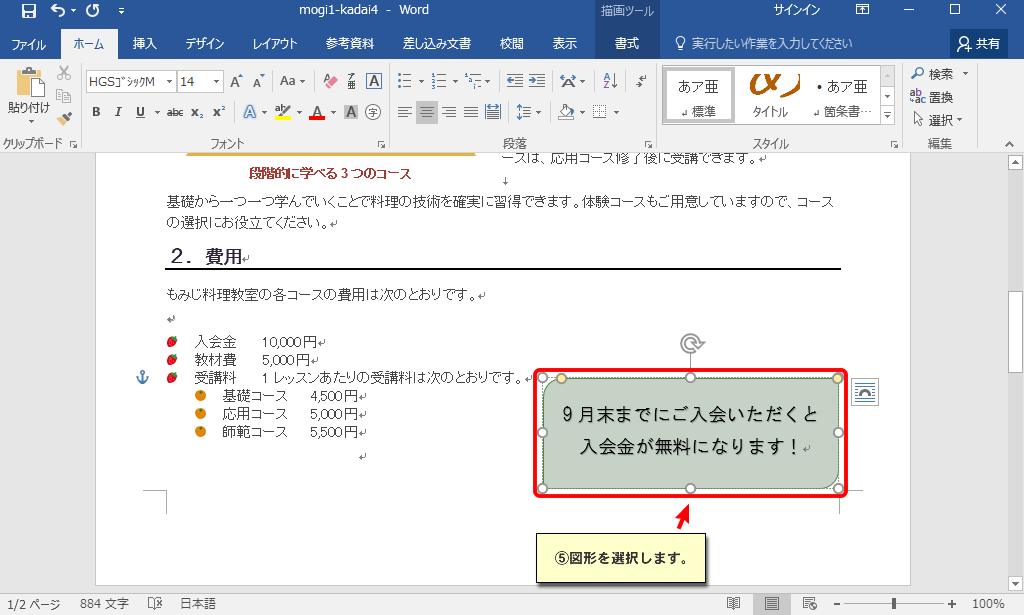 mogi1-kadai4 - Word
描画ツール
サインイン
ファイル ホーム 挿入 デザイン レイアウト 参考資料 差し込み文書 校閲 表示 書式 実行したい作業を入力してください 共有
HGSｺﾞｼｯｸM 14 A A Aa A
あア亜 標準
タイトル
・あア亜 箇条書…
検索
置換
選択
貼り付け
B I U abc x₂ x² A A A 字
クリップボード フォント 段落 スタイル 編集
ースは、応用コース修了後に受講できます。
段階的に学べる３つのコース
基礎から一つ一つ学んでいくことで料理の技術を確実に習得できます。体験コースもご用意していますので、コース
の選択にお役立てください。
２．費用
もみじ料理教室の各コースの費用は次のとおりです。
入会金 10,000円
教材費 5,000円
受講料 1レッスンあたりの受講料は次のとおりです。
基礎コース 4,500円
応用コース 5,000円
師範コース 5,500円
９月末までにご入会いただくと
入会金が無料になります！
⑤図形を選択します。
1/2 ページ 884 文字 日本語 100%